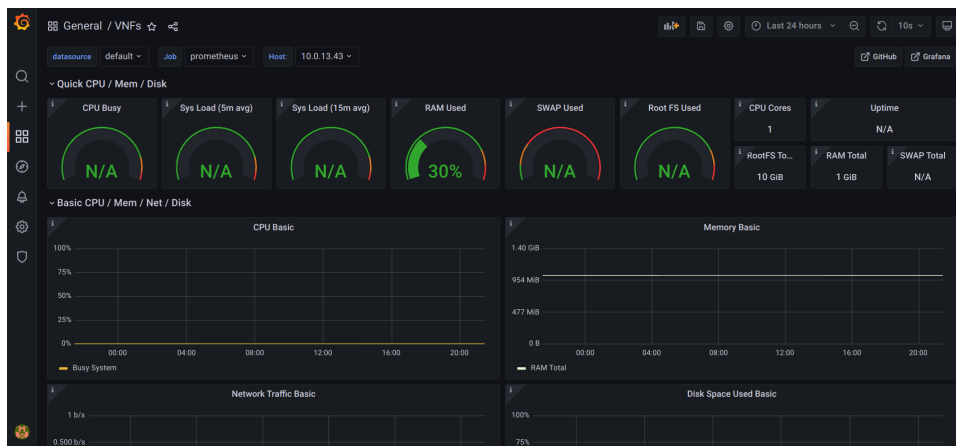 General / VNFs
Last 24 hours
10s
datasource default
Job prometheus
Host: 10.0.13.43
GitHub
Grafana
Quick CPU / Mem / Disk
CPU Busy
N/A
Sys Load (5m avg)
N/A
Sys Load (15m avg)
N/A
RAM Used
30%
SWAP Used
N/A
Root FS Used
N/A
CPU Cores
1
Uptime
N/A
RootFS To...
10 GiB
RAM Total
1 GiB
SWAP Total
N/A
Basic CPU / Mem / Net / Disk
CPU Basic
100%
75%
50%
25%
0%
00:00 04:00 08:00 12:00 16:00 20:00
Busy System
Memory Basic
1.40 GiB
954 MiB
477 MiB
0 B
00:00 04:00 08:00 12:00 16:00 20:00
RAM Total
Network Traffic Basic
1 b/s
0.500 b/s
Disk Space Used Basic
100%
75%